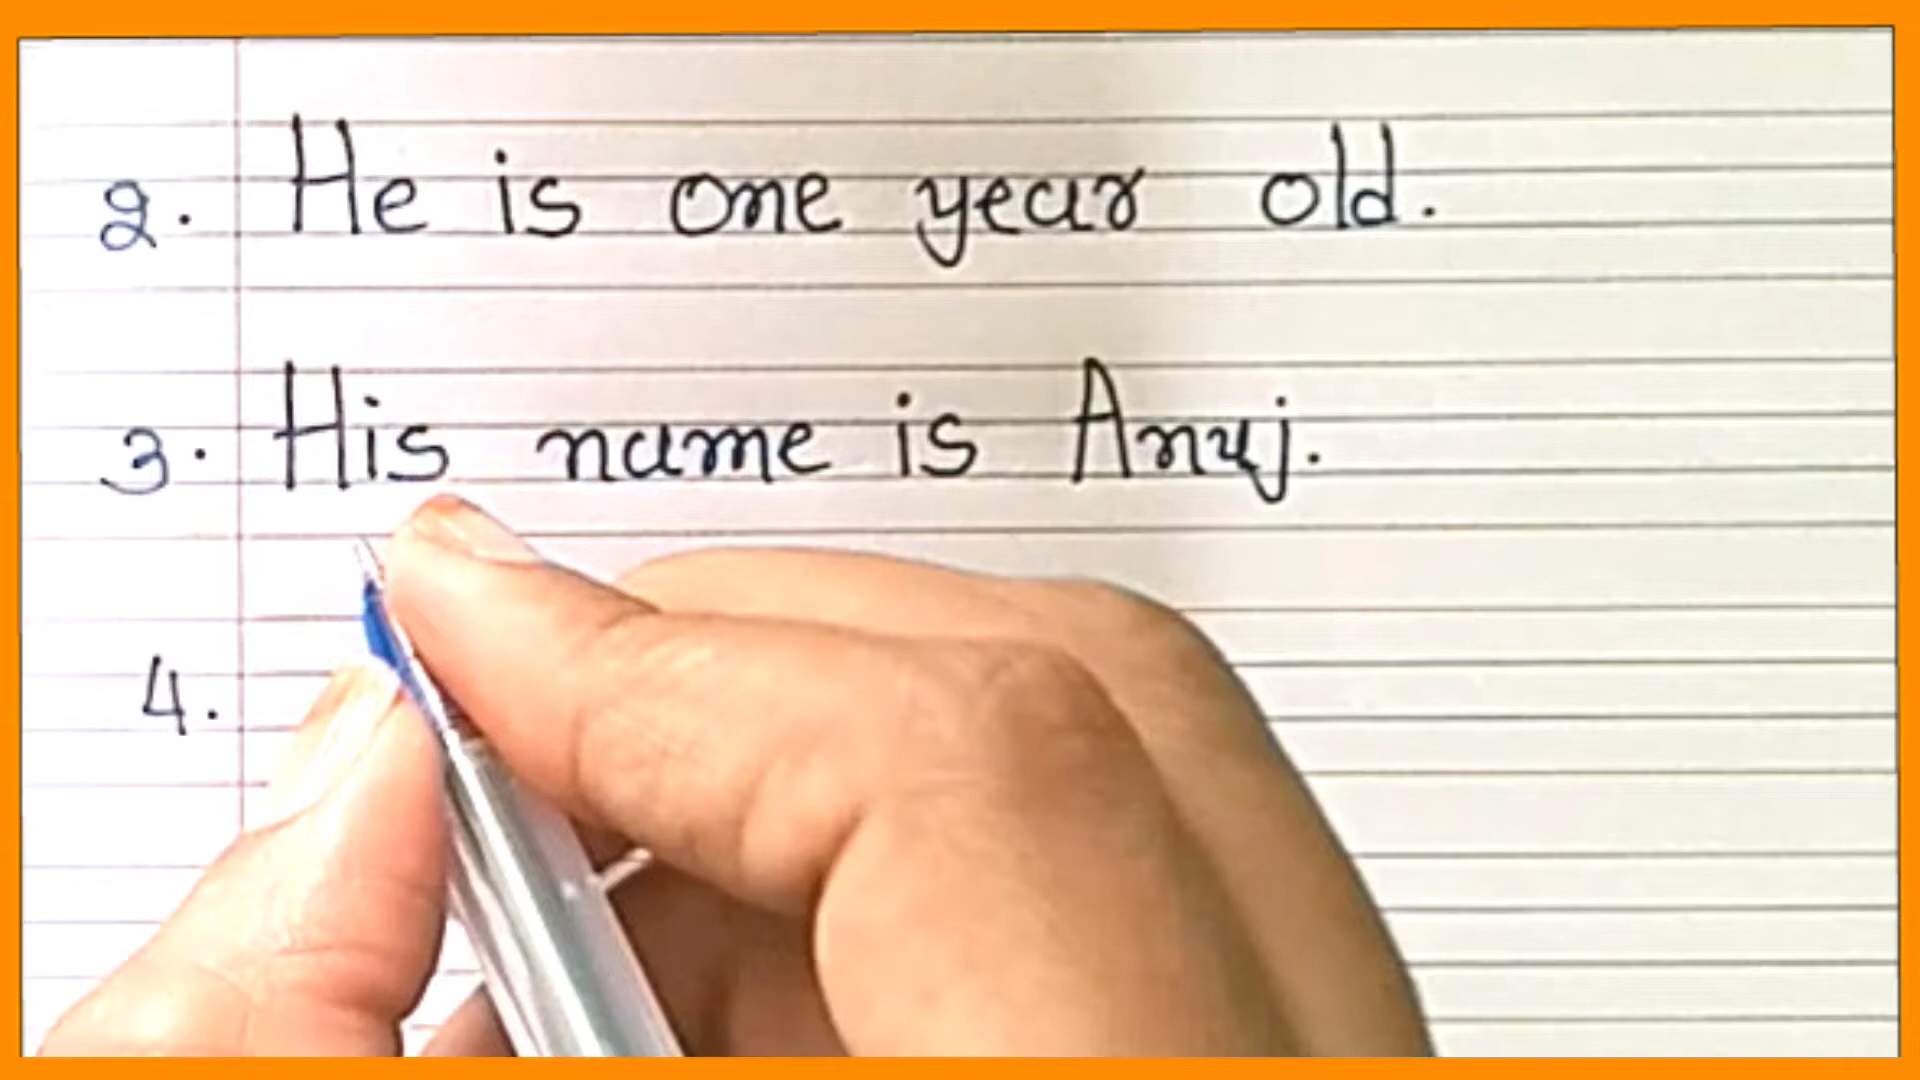 2. He is one year old.
3. His name is Anuj.
4.